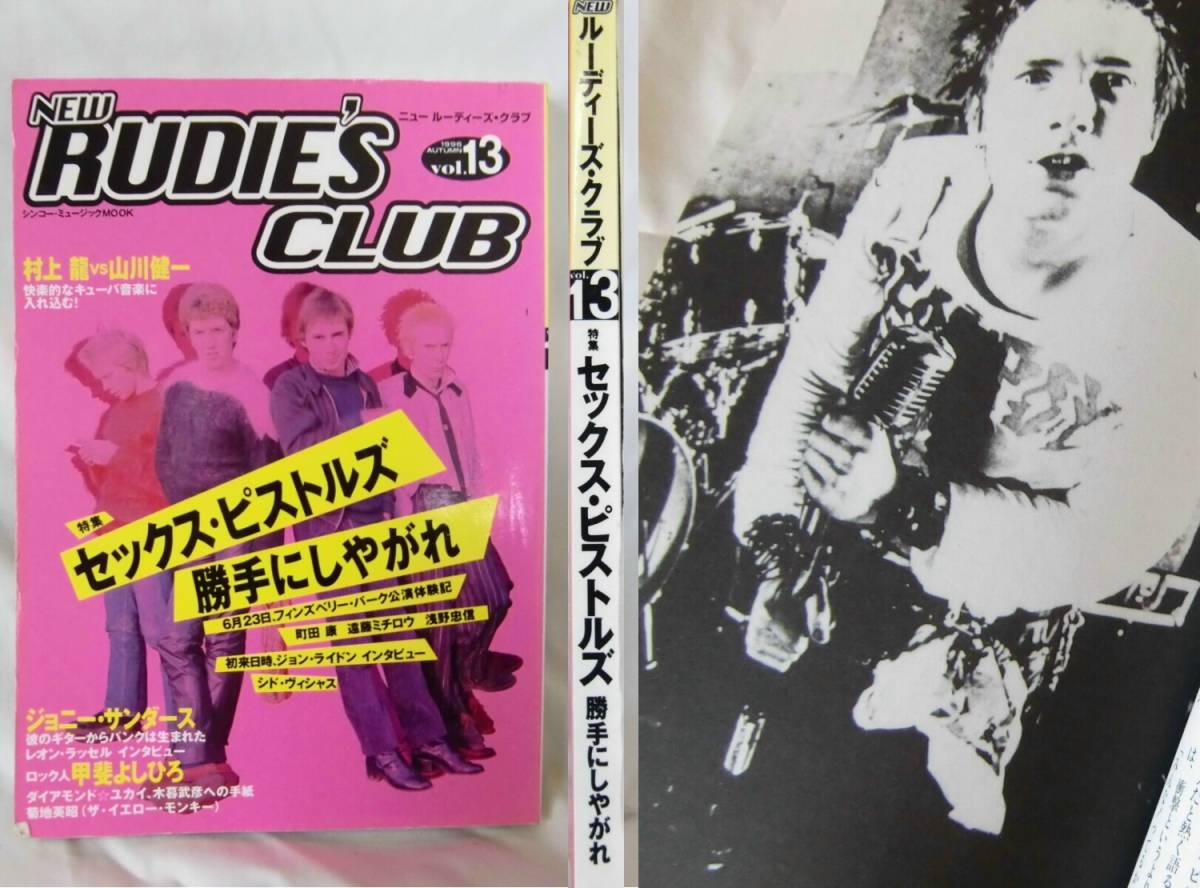 NEW
RUDIE'S
CLUB
ニュー ルーディーズ・クラブ
1996
AUTUMN
vol.13
シンコー・ミュージックMOOK
村上 龍 VS 山川健一
快楽的なキューバ音楽に
入れ込む!
特集
セックス・ピストルズ
勝手にしやがれ
6月23日、フィンズベリー・パーク公演体験記
町田 康 遠藤ミチロウ 浅野忠信
初来日時、ジョン・ライドン インタビュー
シド・ヴィシャス
ジョニー・サンダース
彼のギターからパンクは生まれた
レオン・ラッセル インタビュー
ロック人 甲斐よしひろ
ダイアモンド☆ユカイ、木暮武彦への手紙
菊地英昭(ザ・イエロー・モンキー)
NEW
ルーディーズ・クラブ
vol.
13
特集
セックス・ピストルズ
勝手にしやがれ
と熱く語る
衝撃という